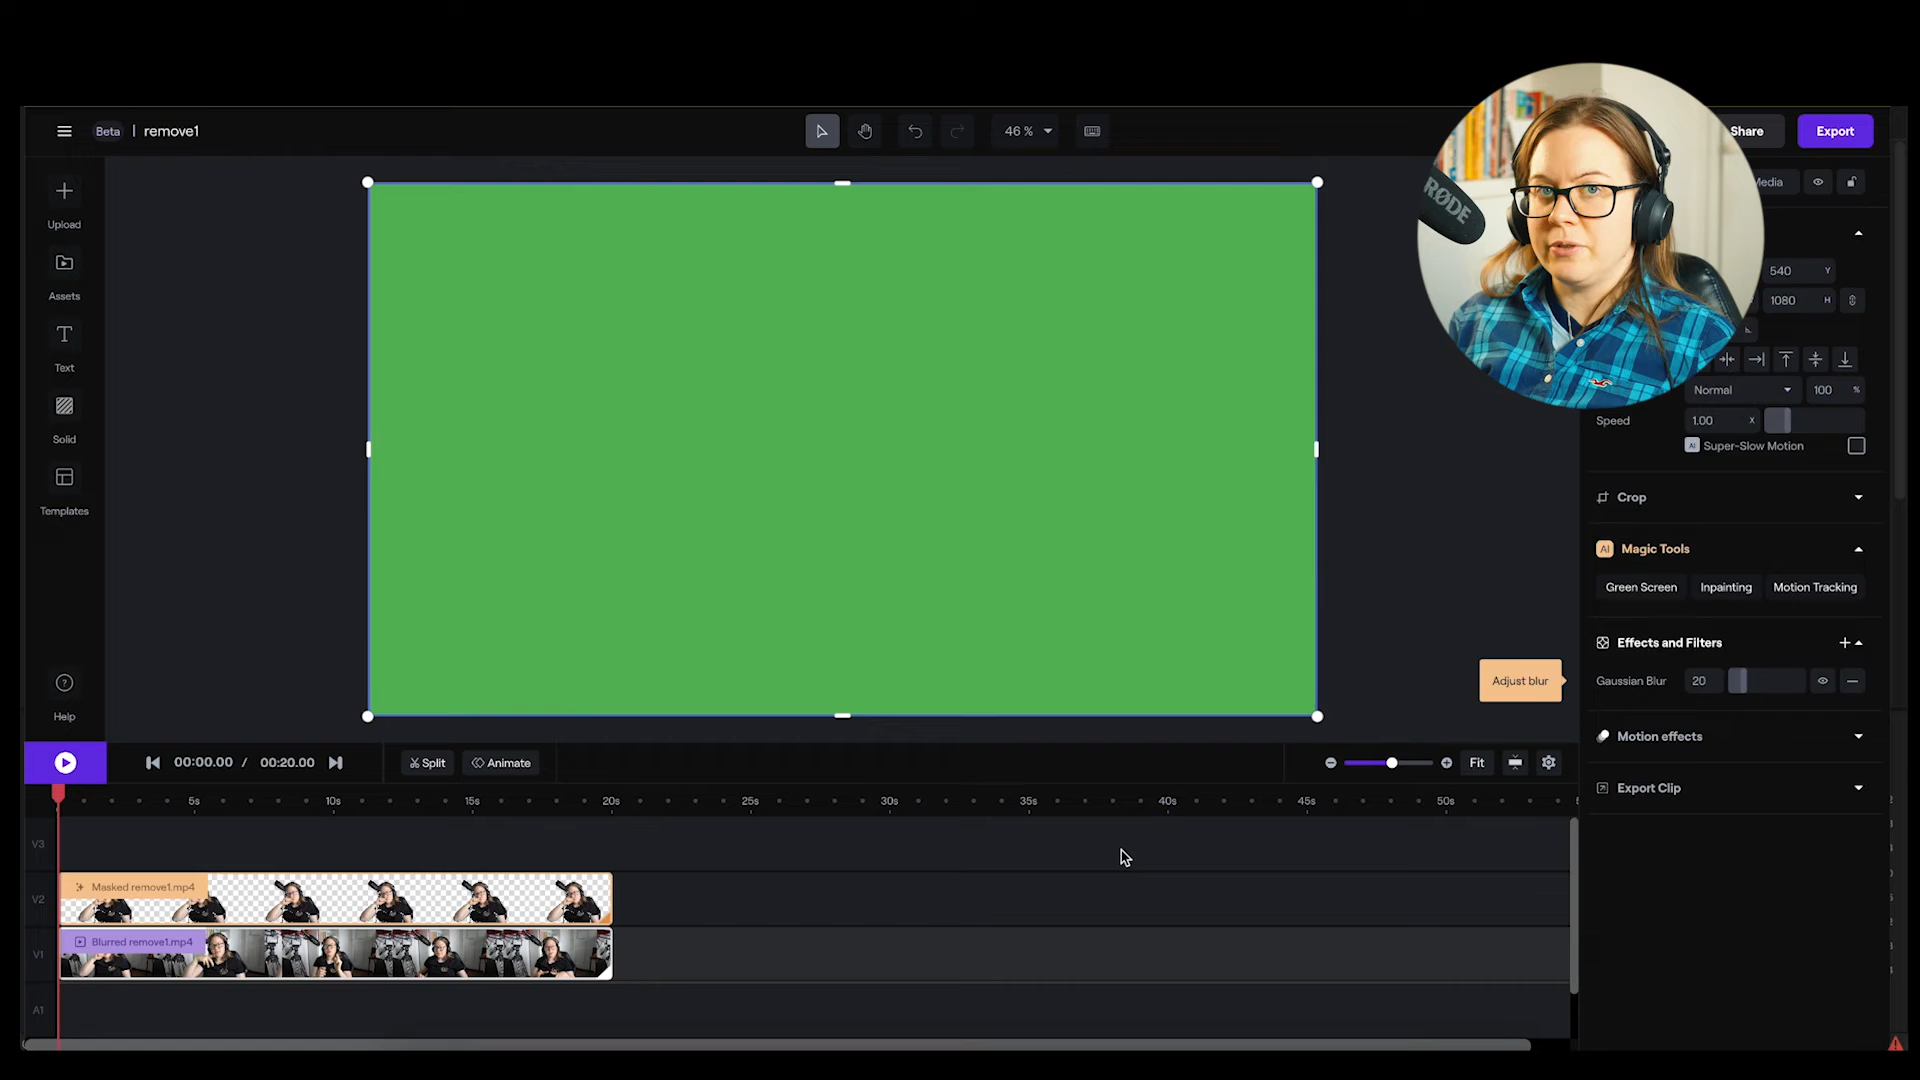 Beta | remove1
46 %
Share
Export
Upload
Assets
Text
Solid
Templates
Help
RØDE
Media
540 Y
1080 H
Normal
100 %
Speed
1.00 X
AI Super-Slow Motion
Crop
AI Magic Tools
Green Screen
Inpainting
Motion Tracking
Effects and Filters
Adjust blur
Gaussian Blur
20
Motion effects
Export Clip
00:00.00 / 00:20.00
Split
Animate
Fit
5s
10s
15s
20s
25s
30s
35s
40s
45s
50s
V3
V2
Masked remove1.mp4
V1
Blurred remove1.mp4
A1